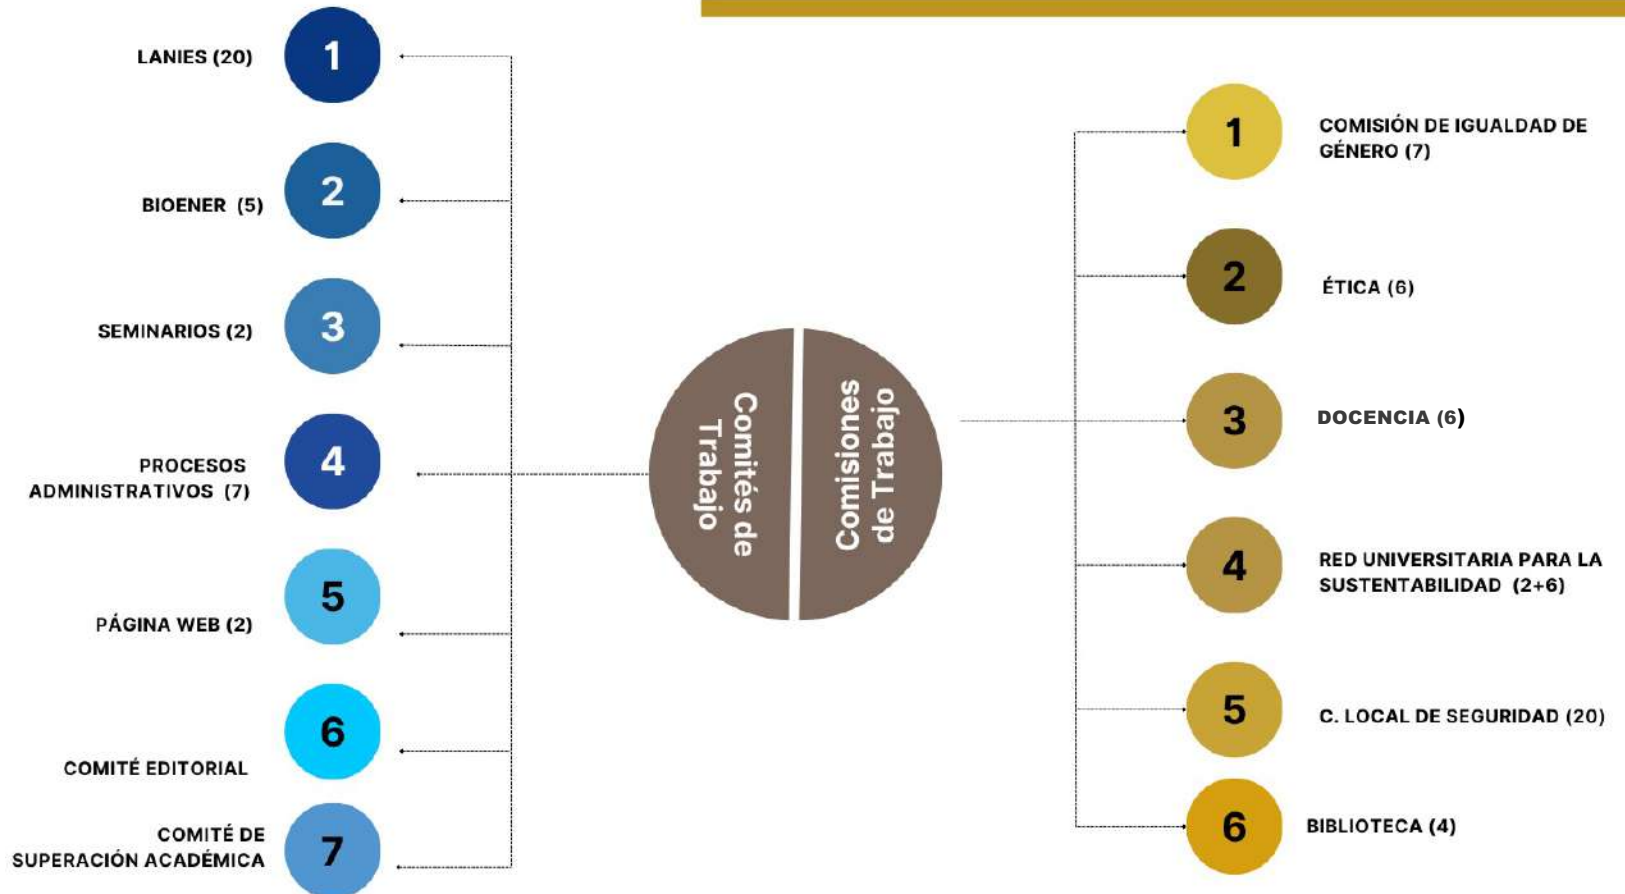 LANIES (20)
1
BIOENER (5)
2
SEMINARIOS (2)
3
PROCESOS
ADMINISTRATIVOS (7)
4
PÁGINA WEB (2)
5
COMITÉ EDITORIAL
6
COMITÉ DE
SUPERACIÓN ACADÉMICA
7
Comités de
Trabajo
Comisiones
de Trabajo
1
COMISIÓN DE IGUALDAD DE
GÉNERO (7)
2
ÉTICA (6)
3
DOCENCIA (6)
4
RED UNIVERSITARIA PARA LA
SUSTENTABILIDAD (2+6)
5
C. LOCAL DE SEGURIDAD (20)
6
BIBLIOTECA (4)